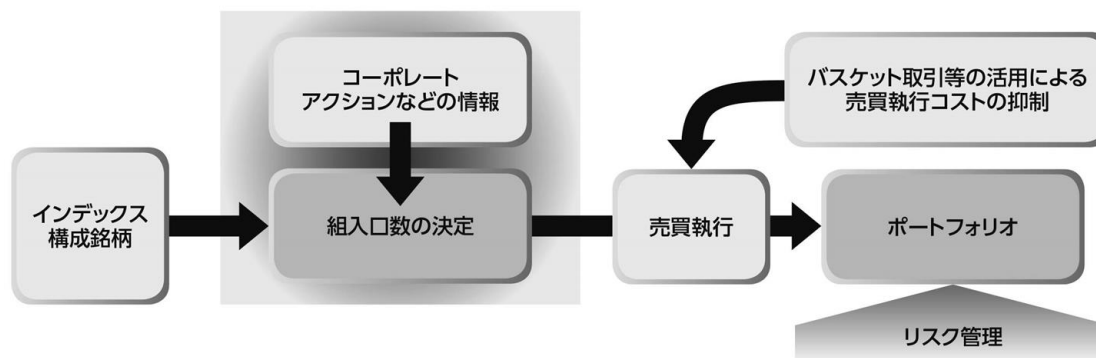 コーポレート
アクションなどの情報
バスケット取引等の活用による
売買執行コストの抑制
インデックス
構成銘柄
組入口数の決定
売買執行
ポートフォリオ
リスク管理